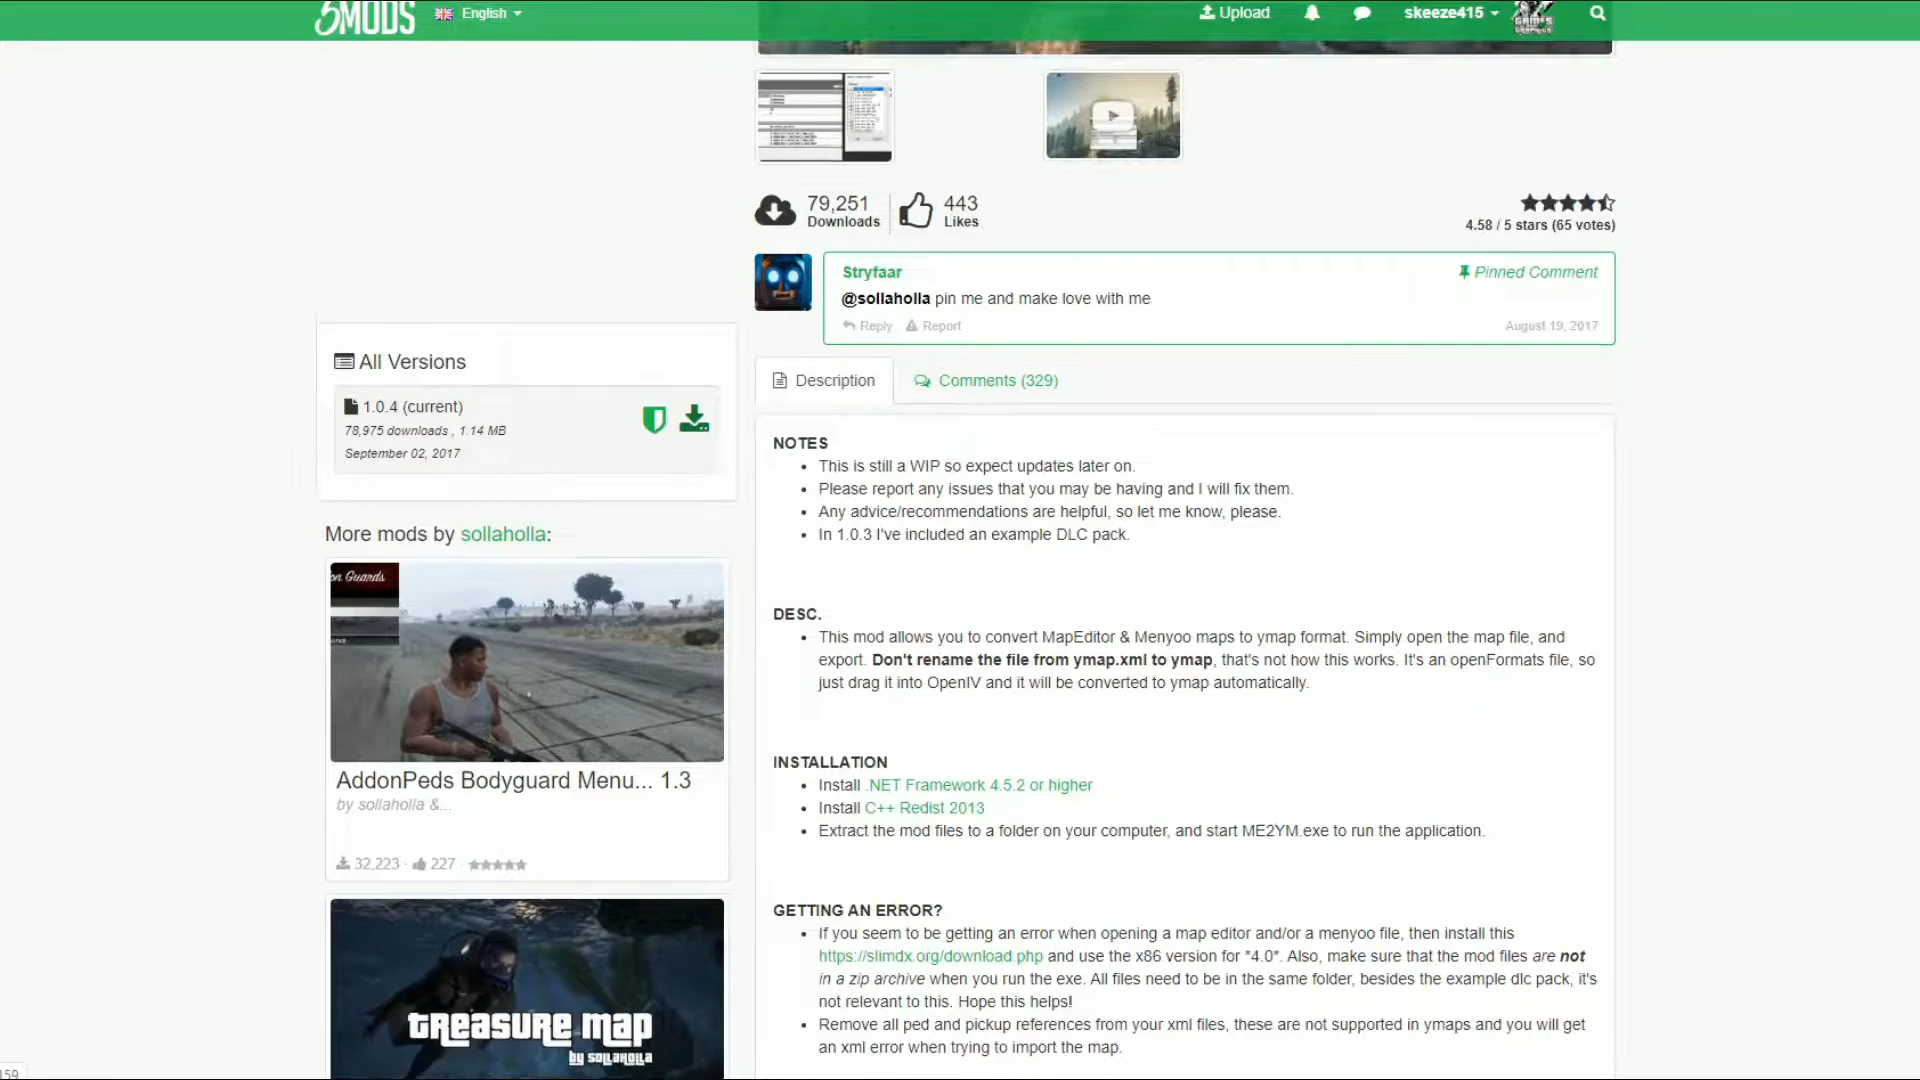 5MODS
English
Upload
skeeze415
79,251
Downloads
443
Likes
4.58 / 5 stars (65 votes)
Stryfaar
Pinned Comment
@sollaholla pin me and make love with me
Reply Report
August 19, 2017
All Versions
1.0.4 (current)
78,975 downloads , 1.14 MB
September 02, 2017
More mods by sollaholla:
on Guards
AddonPeds Bodyguard Menu... 1.3
by sollaholla &...
32,223 · 227
TREASURE MAP
by SOLLAHOLLA
Description
Comments (329)
NOTES
• This is still a WIP so expect updates later on.
• Please report any issues that you may be having and I will fix them.
• Any advice/recommendations are helpful, so let me know, please.
• In 1.0.3 I've included an example DLC pack.
DESC.
• This mod allows you to convert MapEditor & Menyoo maps to ymap format. Simply open the map file, and
export. Don't rename the file from ymap.xml to ymap, that's not how this works. It's an openFormats file, so
just drag it into OpenIV and it will be converted to ymap automatically.
INSTALLATION
• Install .NET Framework 4.5.2 or higher
• Install C++ Redist 2013
• Extract the mod files to a folder on your computer, and start ME2YM.exe to run the application.
GETTING AN ERROR?
• If you seem to be getting an error when opening a map editor and/or a menyoo file, then install this
https://slimdx.org/download.php and use the x86 version for *4.0*. Also, make sure that the mod files are not
in a zip archive when you run the exe. All files need to be in the same folder, besides the example dlc pack, it's
not relevant to this. Hope this helps!
• Remove all ped and pickup references from your xml files, these are not supported in ymaps and you will get
an xml error when trying to import the map.
159